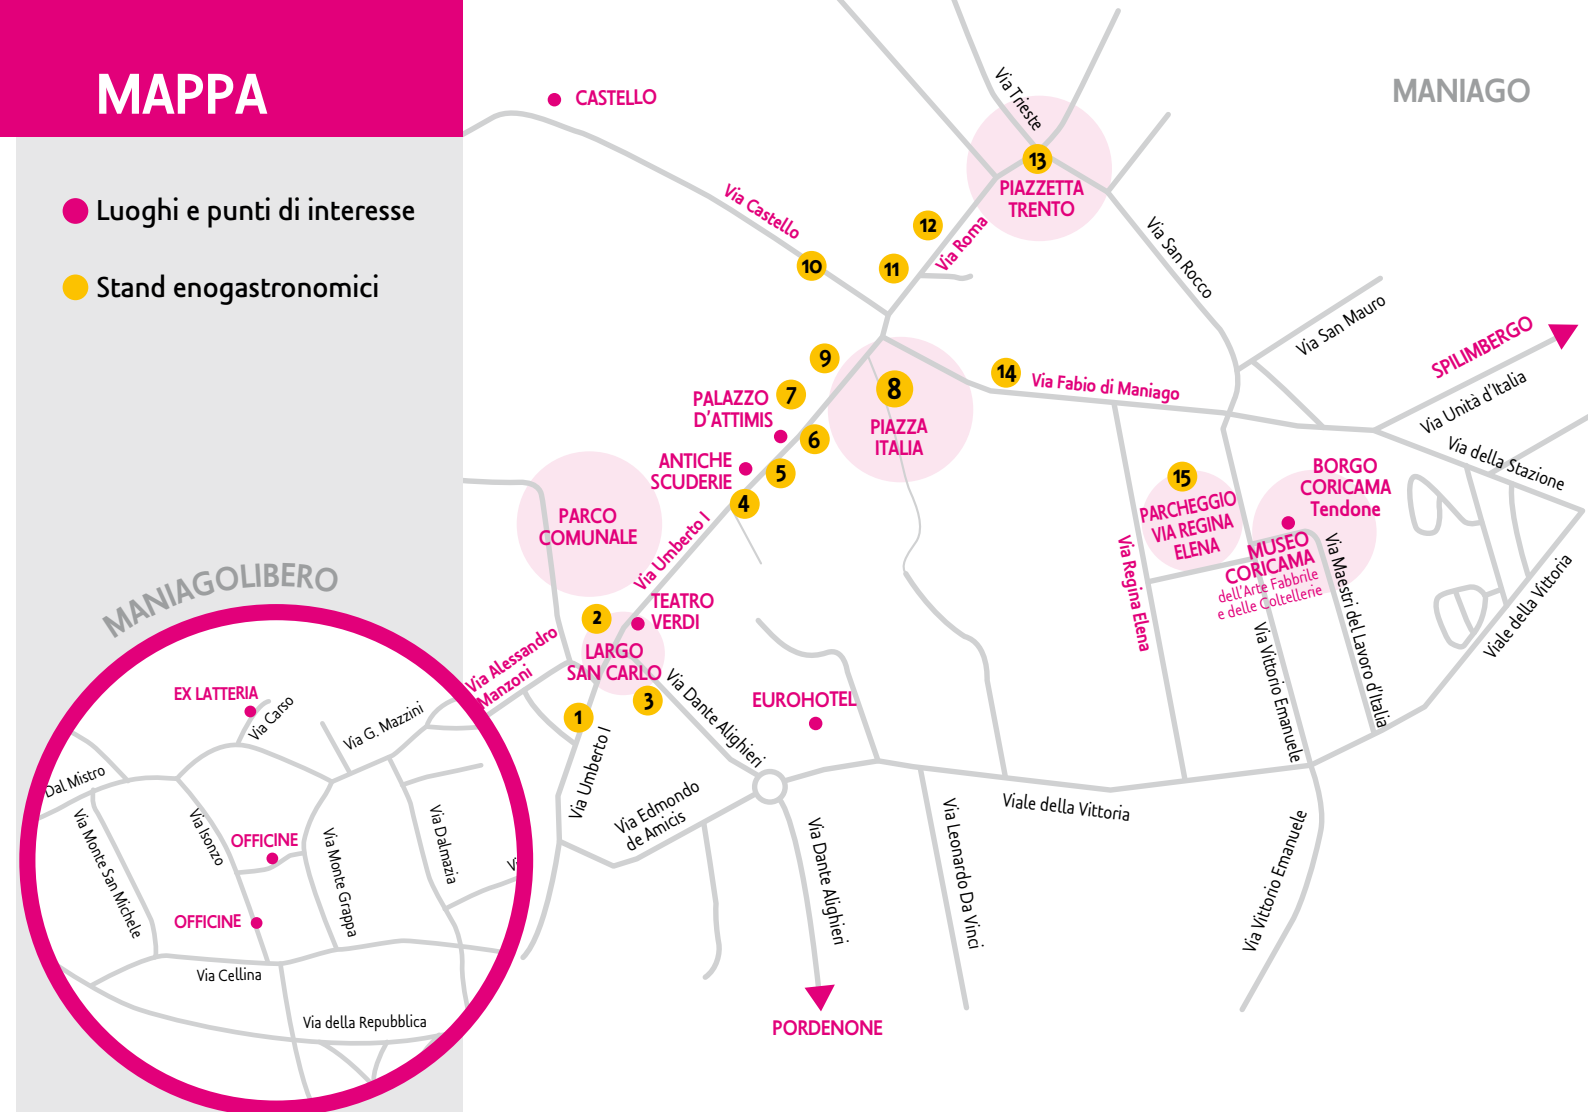 MAPPA
Luoghi e punti di interesse
Stand enogastronomici
MANIAGO
CASTELLO
Via Castello
10
11
12
Via Roma
Via Trieste
13
PIAZZETTA
TRENTO
Via San Rocco
Via San Mauro
SPILIMBERGO
Via Unità d'Italia
Via della Stazione
9
8
PIAZZA
ITALIA
14
Via Fabio di Maniago
7
PALAZZO
D'ATTIMIS
6
ANTICHE
SCUDERIE
5
4
Via Umberto I
PARCO
COMUNALE
15
PARCHEGGIO
VIA REGINA
ELENA
Via Regina Elena
BORGO
CORICAMA
Tendone
MUSEO
CORICAMA
dell'Arte Fabbrile
e delle Coltellerie
Via Maestri del Lavoro d'Italia
Via Vittorio Emanuele
Viale della Vittoria
2
TEATRO
VERDI
LARGO
SAN CARLO
3
1
Via Alessandro
Manzoni
Via Umberto I
Via Dante Alighieri
EUROHOTEL
Via Edmondo
de Amicis
Viale della Vittoria
Via Dante Alighieri
Via Leonardo Da Vinci
Via Vittorio Emanuele
PORDENONE
MANIAGOLIBERO
EX LATTERIA
Via Carso
Via G. Mazzini
Dal Mistro
Via Monte San Michele
Via Isonzo
OFFICINE
Via Monte Grappa
Via Dalmazia
OFFICINE
Via Cellina
Via della Repubblica